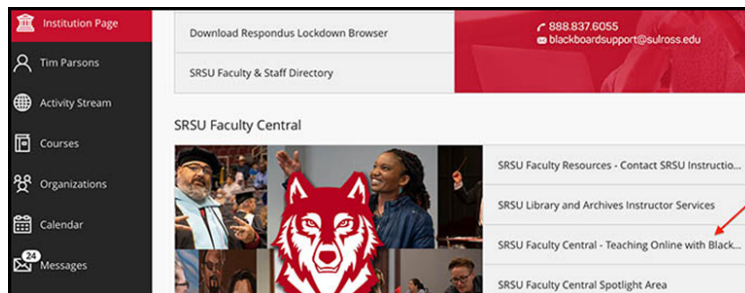 Institution Page
Tim Parsons
Activity Stream
Courses
Organizations
Calendar
24
Messages
Download Respondus Lockdown Browser
SRSU Faculty & Staff Directory
888.837.6055
blackboardsupport@sulross.edu
SRSU Faculty Central
SRSU Faculty Resources - Contact SRSU Instructio...
SRSU Library and Archives Instructor Services
SRSU Faculty Central - Teaching Online with Black...
SRSU Faculty Central Spotlight Area